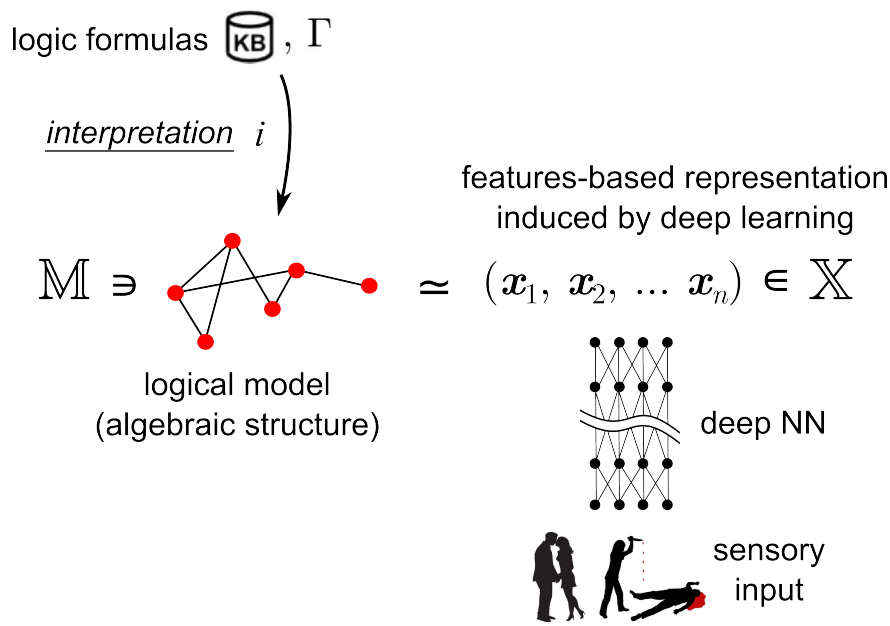 logic formulas KB , Γ
interpretation i
features-based representation
induced by deep learning
𝕄 ∋ ≃ (x₁, x₂, ... xₙ) ∈ 𝕏
logical model
(algebraic structure)
deep NN
sensory
input